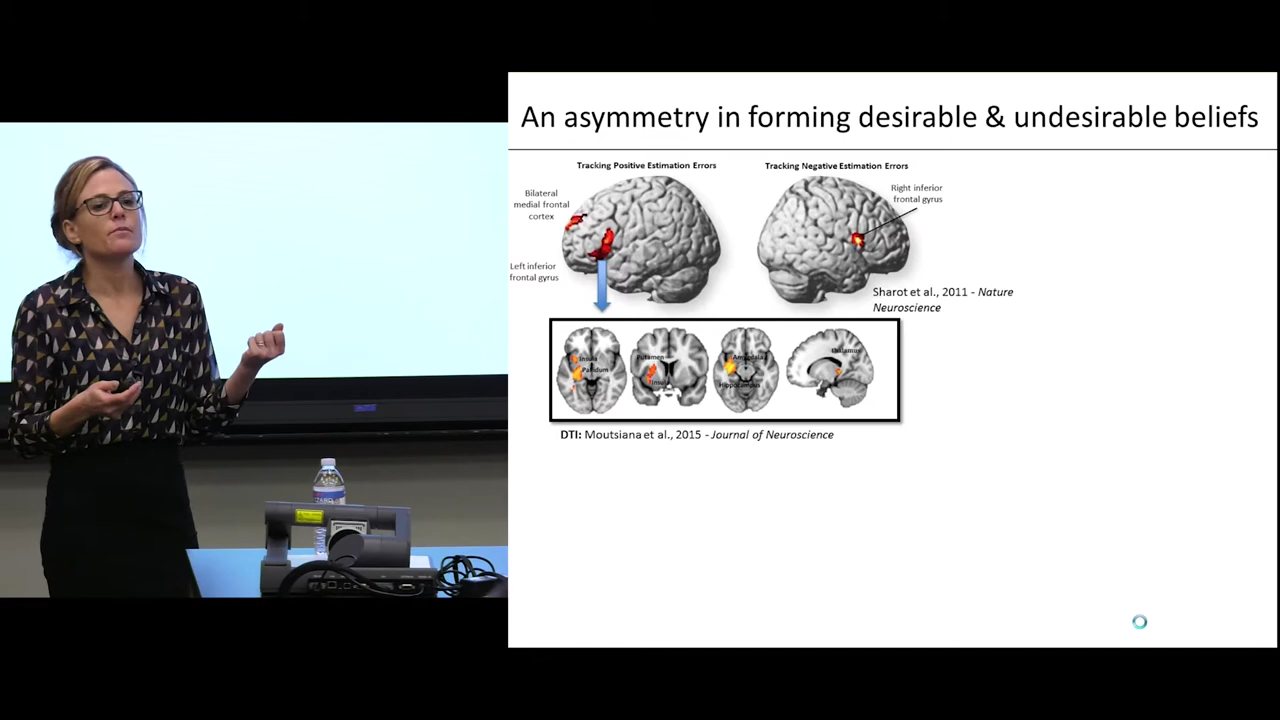 An asymmetry in forming desirable & undesirable beliefs
Tracking Positive Estimation Errors
Tracking Negative Estimation Errors
Bilateral
medial frontal
cortex
Right inferior
frontal gyrus
Left inferior
frontal gyrus
Sharot et al., 2011 - Nature
Neuroscience
Insula
Palidum
Putamen
Insula
Amygdala
Hippocampus
thalamus
DTI: Moutsiana et al., 2015 - Journal of Neuroscience